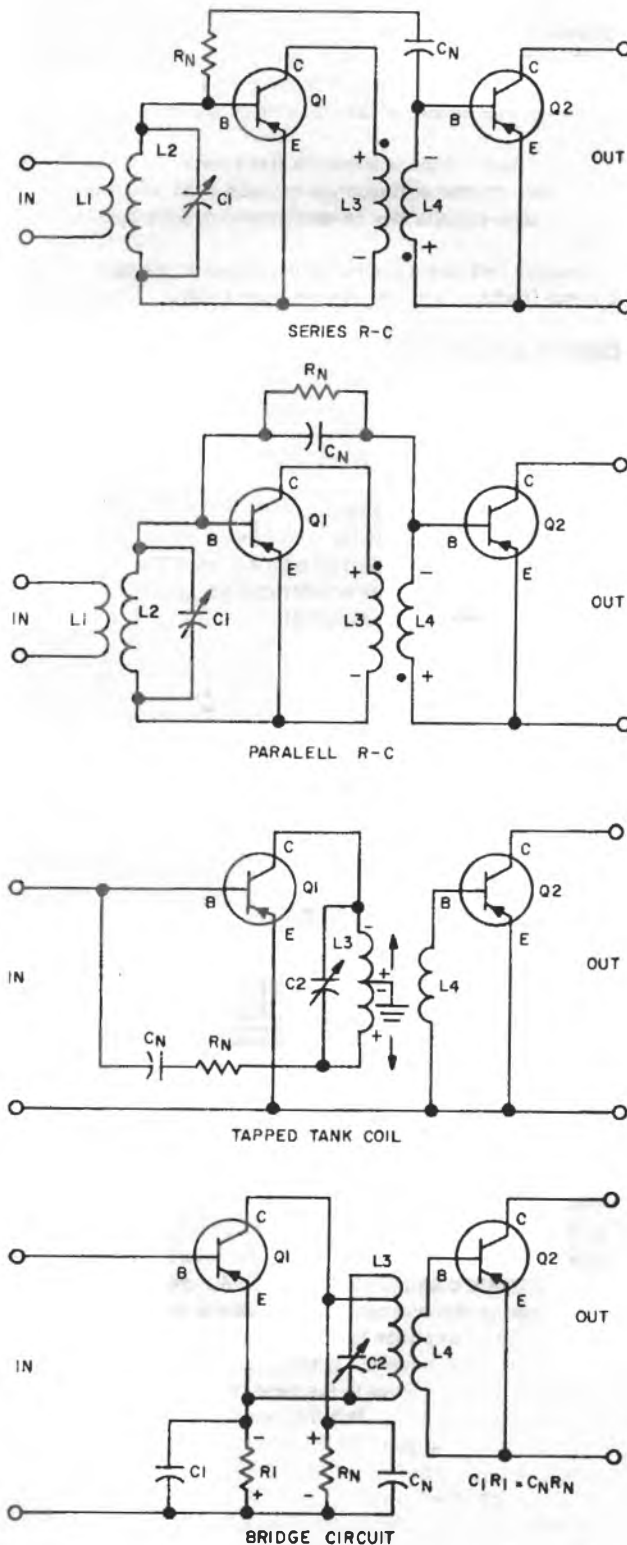 RN
CN
C
Q1
B
E
C
Q2
B
E
IN
L1
L2
C1
+
-
L3
L4
-
+
OUT
SERIES R-C
RN
CN
C
Q1
B
E
C
Q2
B
E
IN
L1
L2
C1
+
-
L3
L4
-
+
OUT
PARALELL R-C
C
Q1
B
E
C
Q2
B
E
IN
L3
C2
-
+
-
+
L4
OUT
CN
RN
TAPPED TANK COIL
C
Q1
B
E
L3
C
Q2
B
E
IN
C2
L4
OUT
C1
-
R1
+
+
RN
-
CN
C1R1 = CNRN
BRIDGE CIRCUIT